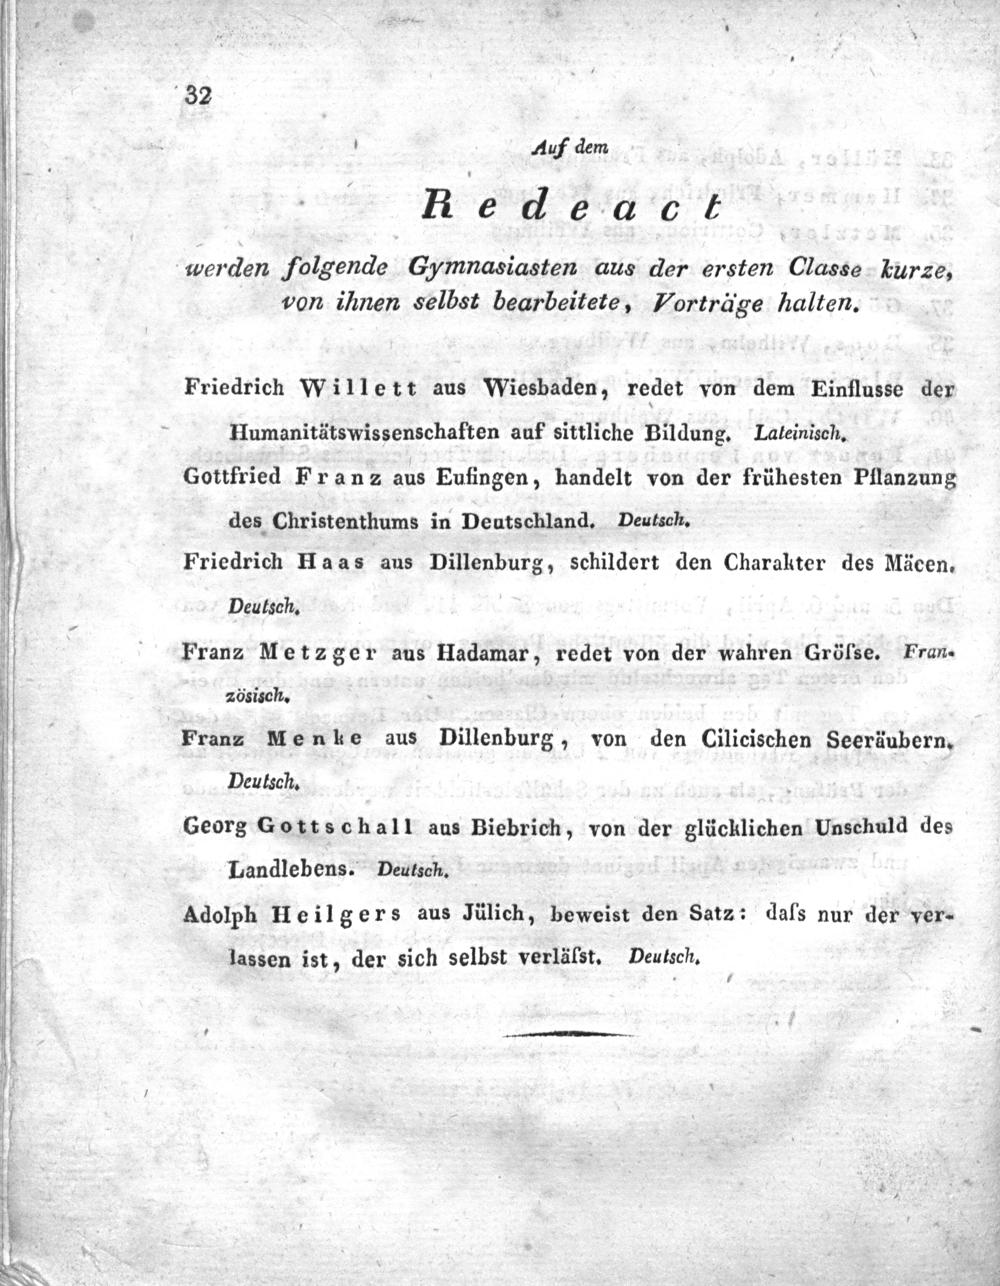 32
Auf dem
Redeact
werden folgende Gymnasiasten aus der ersten Classe kurze,
von ihnen selbst bearbeitete, Vorträge halten.
Friedrich Willett aus Wiesbaden, redet von dem Einflusse der
Humanitätswissenschaften auf sittliche Bildung. Lateinisch.
Gottfried Franz aus Eufingen, handelt von der frühesten Pflanzung
des Christenthums in Deutschland. Deutsch.
Friedrich Haas aus Dillenburg, schildert den Charakter des Mäcen.
Deutsch.
Franz Metzger aus Hadamar, redet von der wahren Gröſse. Fran-
zösisch.
Franz Menke aus Dillenburg, von den Cilicischen Seeräubern.
Deutsch.
Georg Gottschall aus Biebrich, von der glücklichen Unschuld des
Landlebens. Deutsch.
Adolph Heilgers aus Jülich, beweist den Satz: daſs nur der ver-
lassen ist, der sich selbst verläſst. Deutsch.